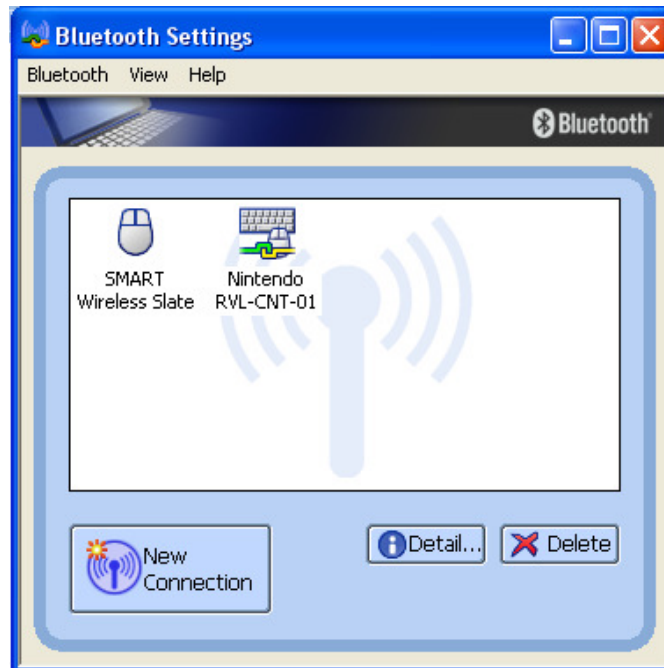 Bluetooth Settings
Bluetooth View Help
Bluetooth
SMART
Wireless Slate
Nintendo
RVL-CNT-01
New
Connection
Detail...
Delete